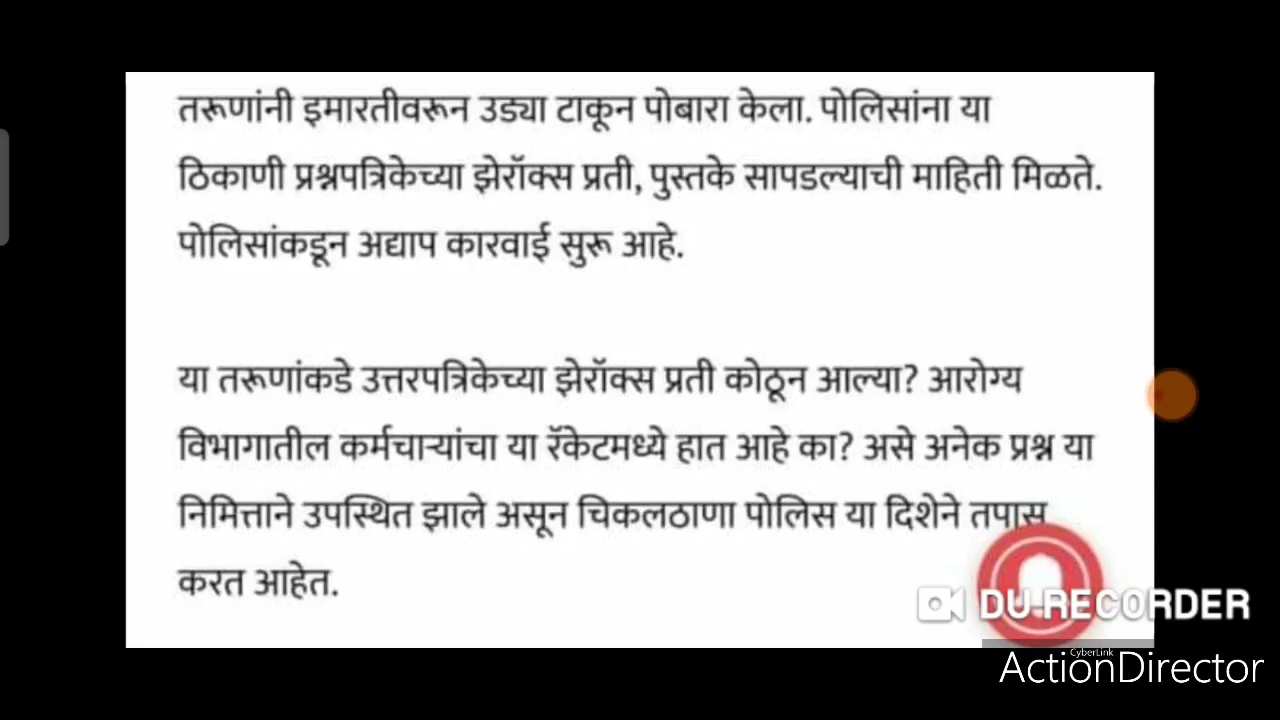 तरूणांनी इमारतीवरून उड्या टाकून पोबारा केला. पोलिसांना या
ठिकाणी प्रश्नपत्रिकेच्या झेरॉक्स प्रती, पुस्तके सापडल्याची माहिती मिळते.
पोलिसांकडून अद्याप कारवाई सुरू आहे.
या तरूणांकडे उत्तरपत्रिकेच्या झेरॉक्स प्रती कोठून आल्या? आरोग्य
विभागातील कर्मचाऱ्यांचा या रॅकेटमध्ये हात आहे का? असे अनेक प्रश्न या
निमित्ताने उपस्थित झाले असून चिकलठाणा पोलिस या दिशेने तपास
करत आहेत.
DU RECORDER
CyberLink
ActionDirector